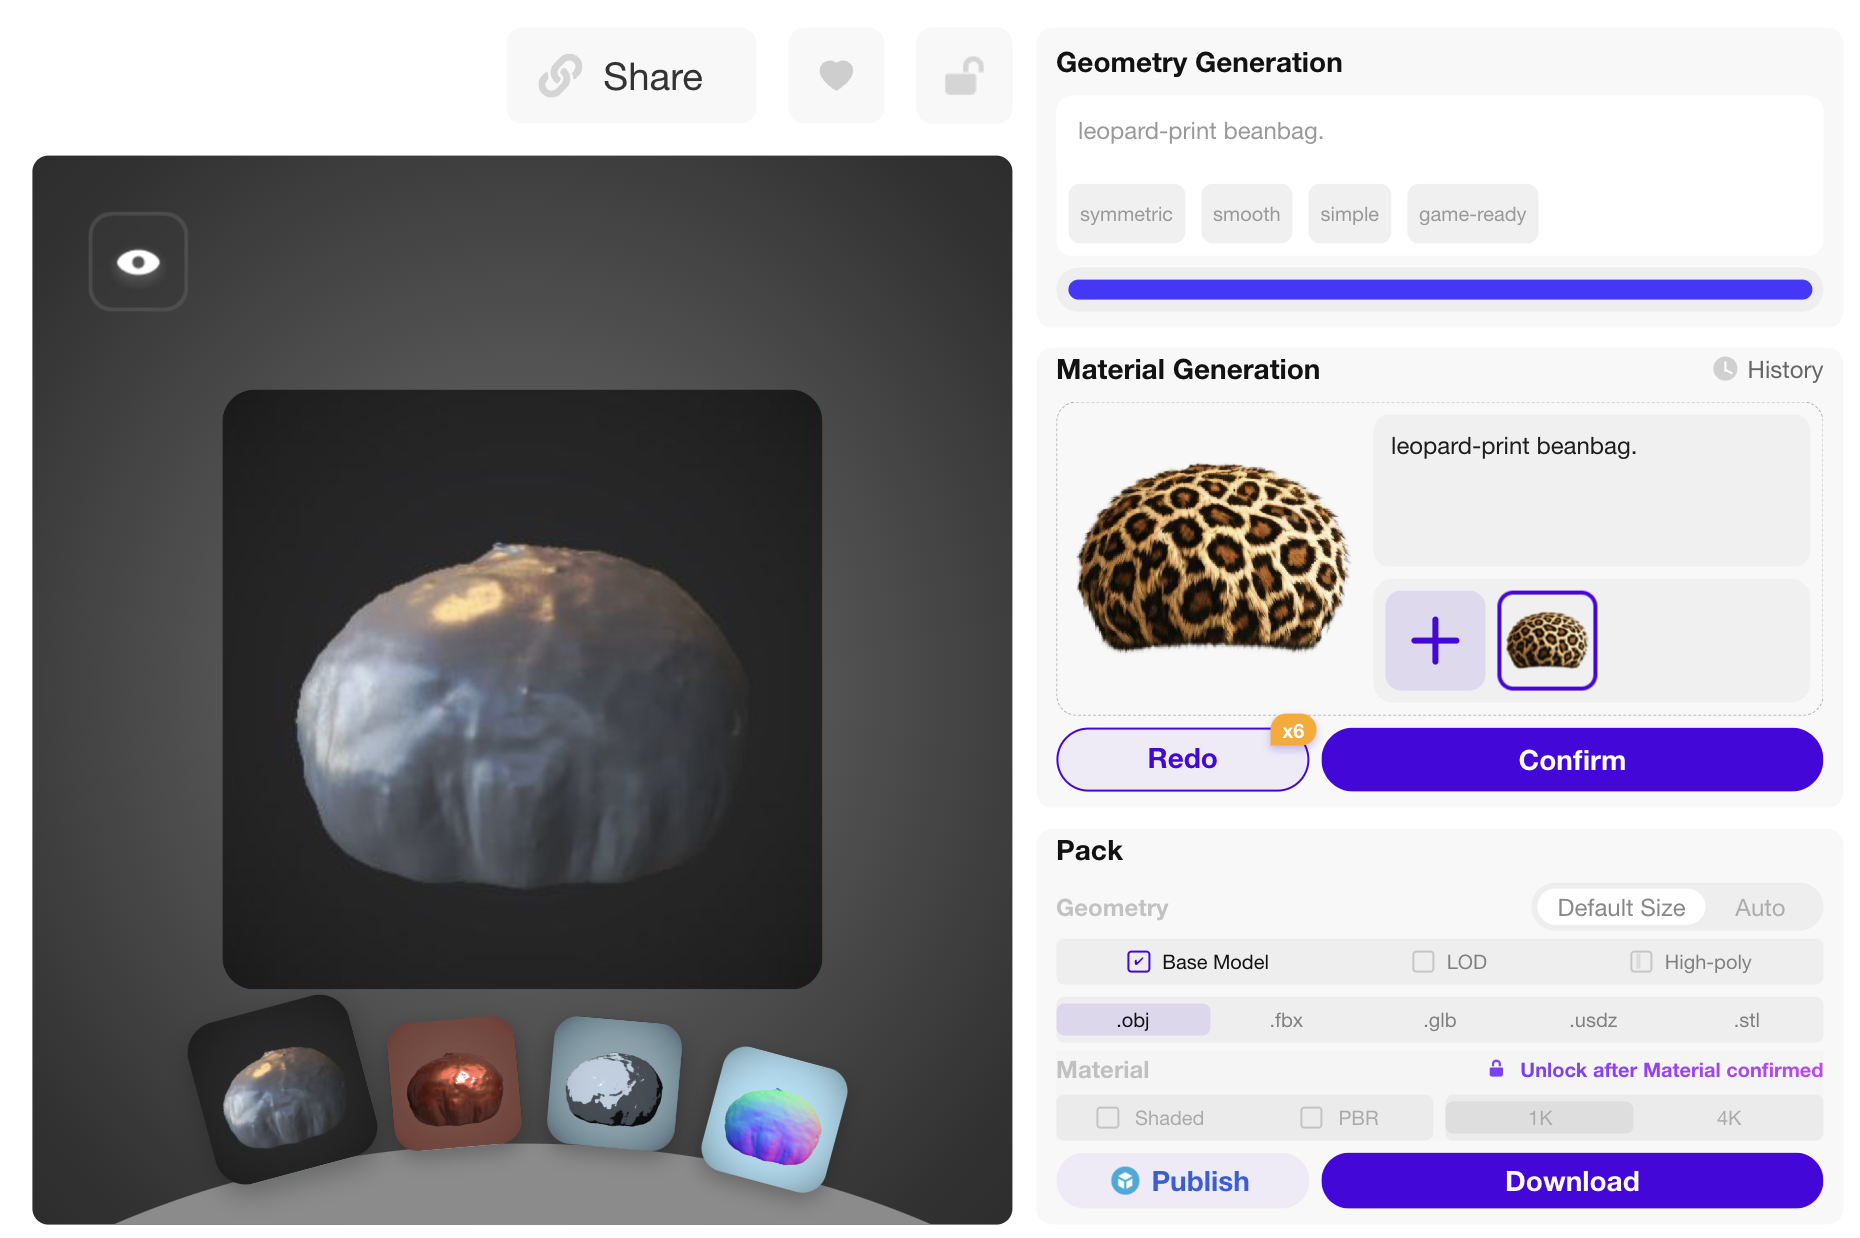 Share
Geometry Generation
leopard-print beanbag.
symmetric smooth simple game-ready
Material Generation
History
leopard-print beanbag.
x6
Redo
Confirm
Pack
Geometry
Default Size Auto
Base Model LOD High-poly
.obj .fbx .glb .usdz .stl
Material
Unlock after Material confirmed
Shaded PBR 1K 4K
Publish
Download